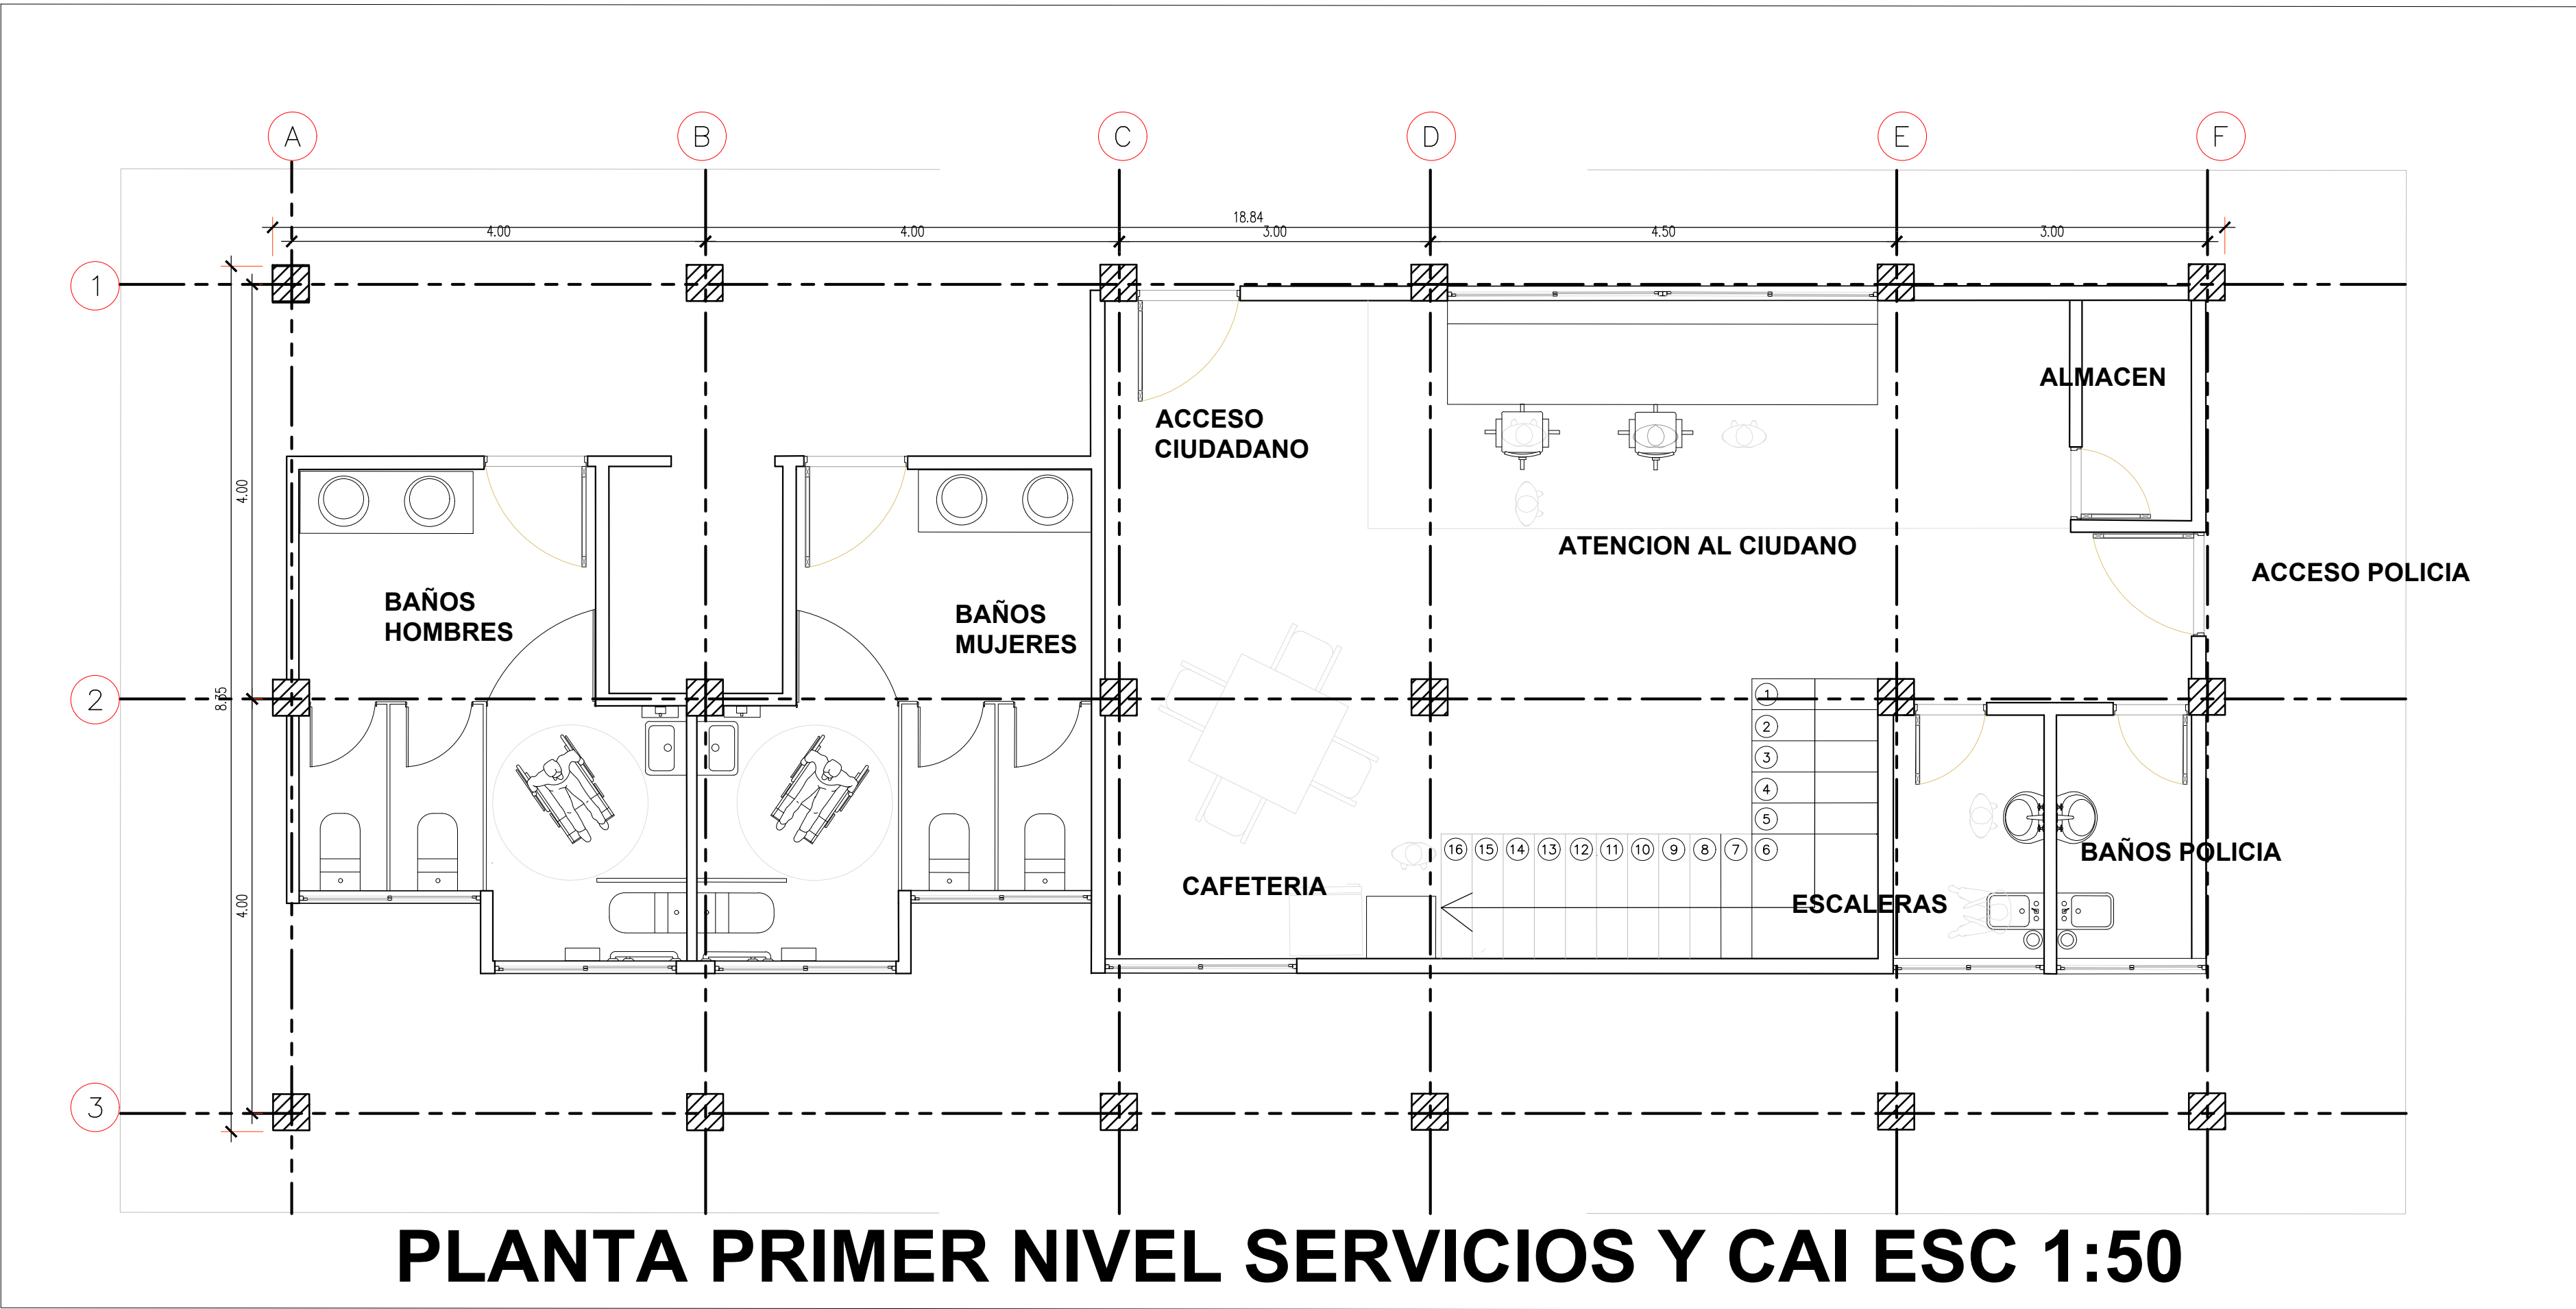 A B C D E F
18.84
4.00 4.00 3.00 4.50 3.00
1
ALMACEN
ACCESO
CIUDADANO
4.00
ATENCION AL CIUDANO
ACCESO POLICIA
BAÑOS
HOMBRES
BAÑOS
MUJERES
2
8.35
1
2
3
4
5
16 15 14 13 12 11 10 9 8 7 6
BAÑOS POLICIA
CAFETERIA
4.00
ESCALERAS
3
PLANTA PRIMER NIVEL SERVICIOS Y CAI ESC 1:50